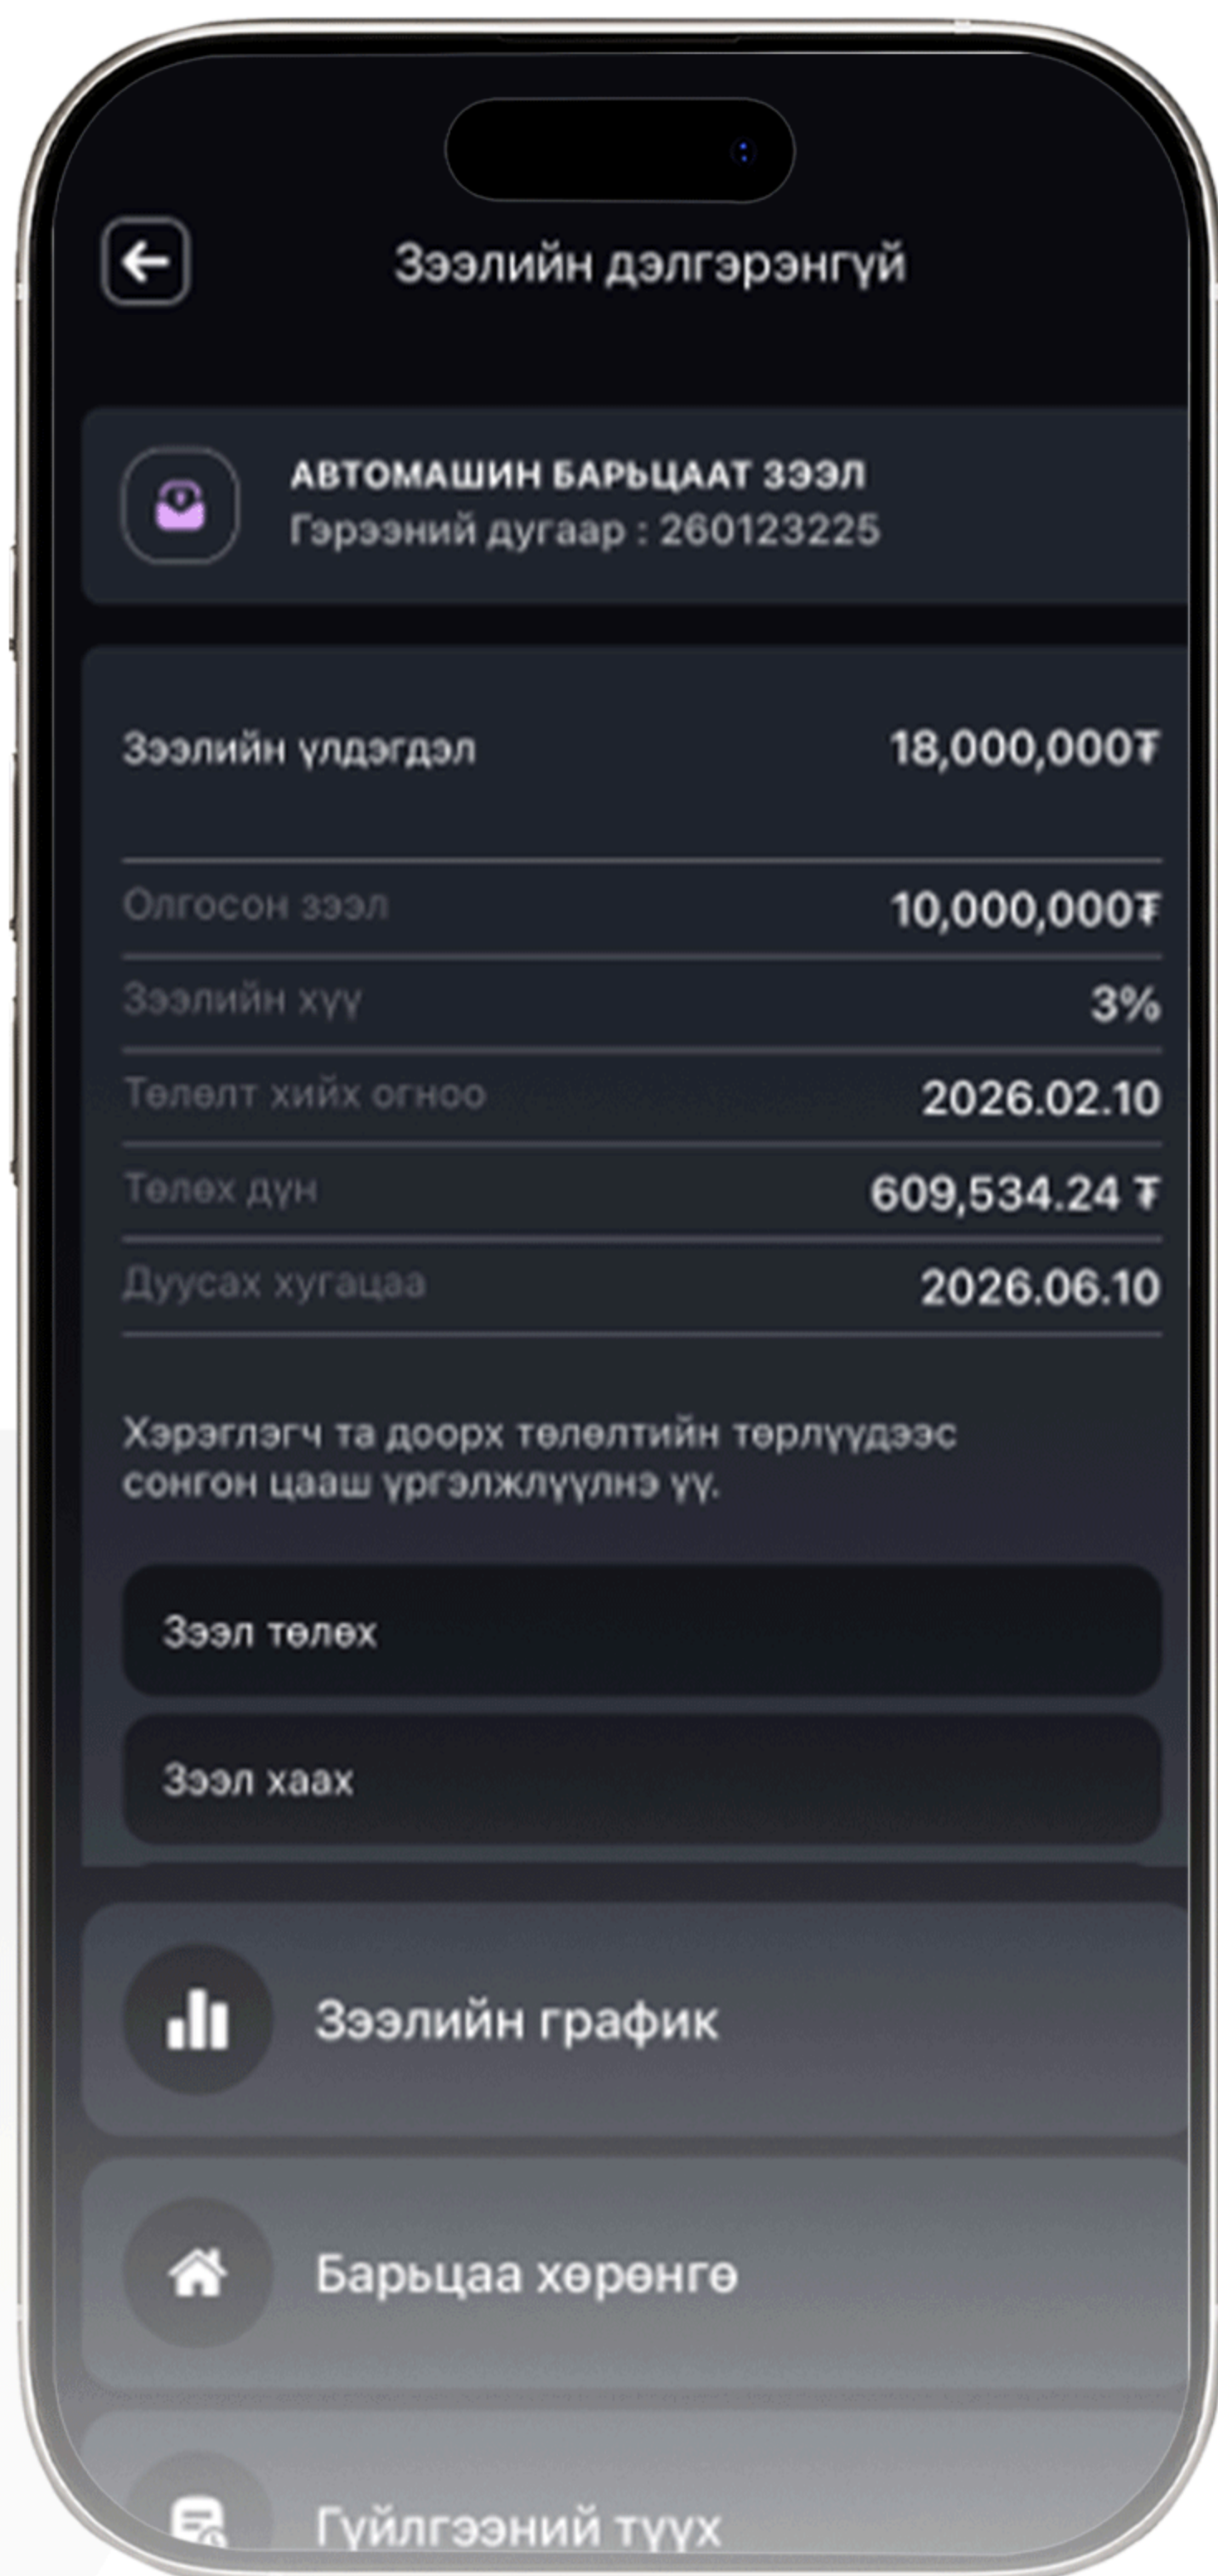 Зээлийн дэлгэрэнгүй
АВТОМАШИН БАРЬЦААТ ЗЭЭЛ
Гэрээний дугаар : 260123225
Зээлийн үлдэгдэл 18,000,000₮
Олгосон зээл 10,000,000₮
Зээлийн хүү 3%
Төлөлт хийх огноо 2026.02.10
Төлөх дүн 609,534.24 ₮
Дуусах хугацаа 2026.06.10
Хэрэглэгч та доорх төлөлтийн төрлүүдээс
сонгон цааш үргэлжлүүлнэ үү.
Зээл төлөх
Зээл хаах
Зээлийн график
Барьцаа хөрөнгө
Гүйлгээний түүх